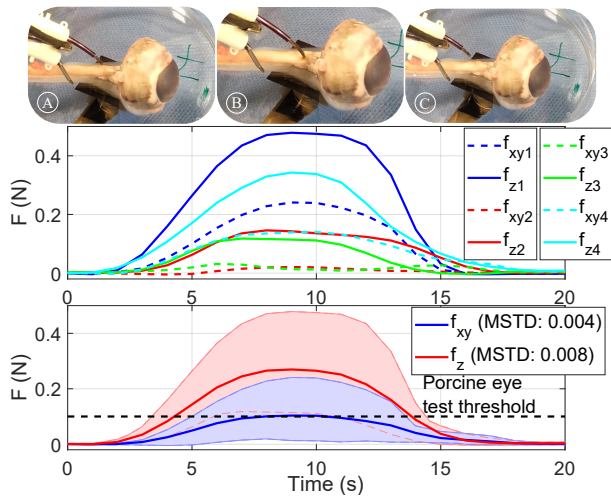 A B C
F (N)
0.4
0.2
0
0 5 10 15 20
f_xy1 f_xy3
f_z1 f_z3
f_xy2 f_xy4
f_z2 f_z4
F (N)
0.4
0.2
0
f_xy (MSTD: 0.004)
f_z (MSTD: 0.008)
Porcine eye
test threshold
0 5 10 15 20
Time (s)